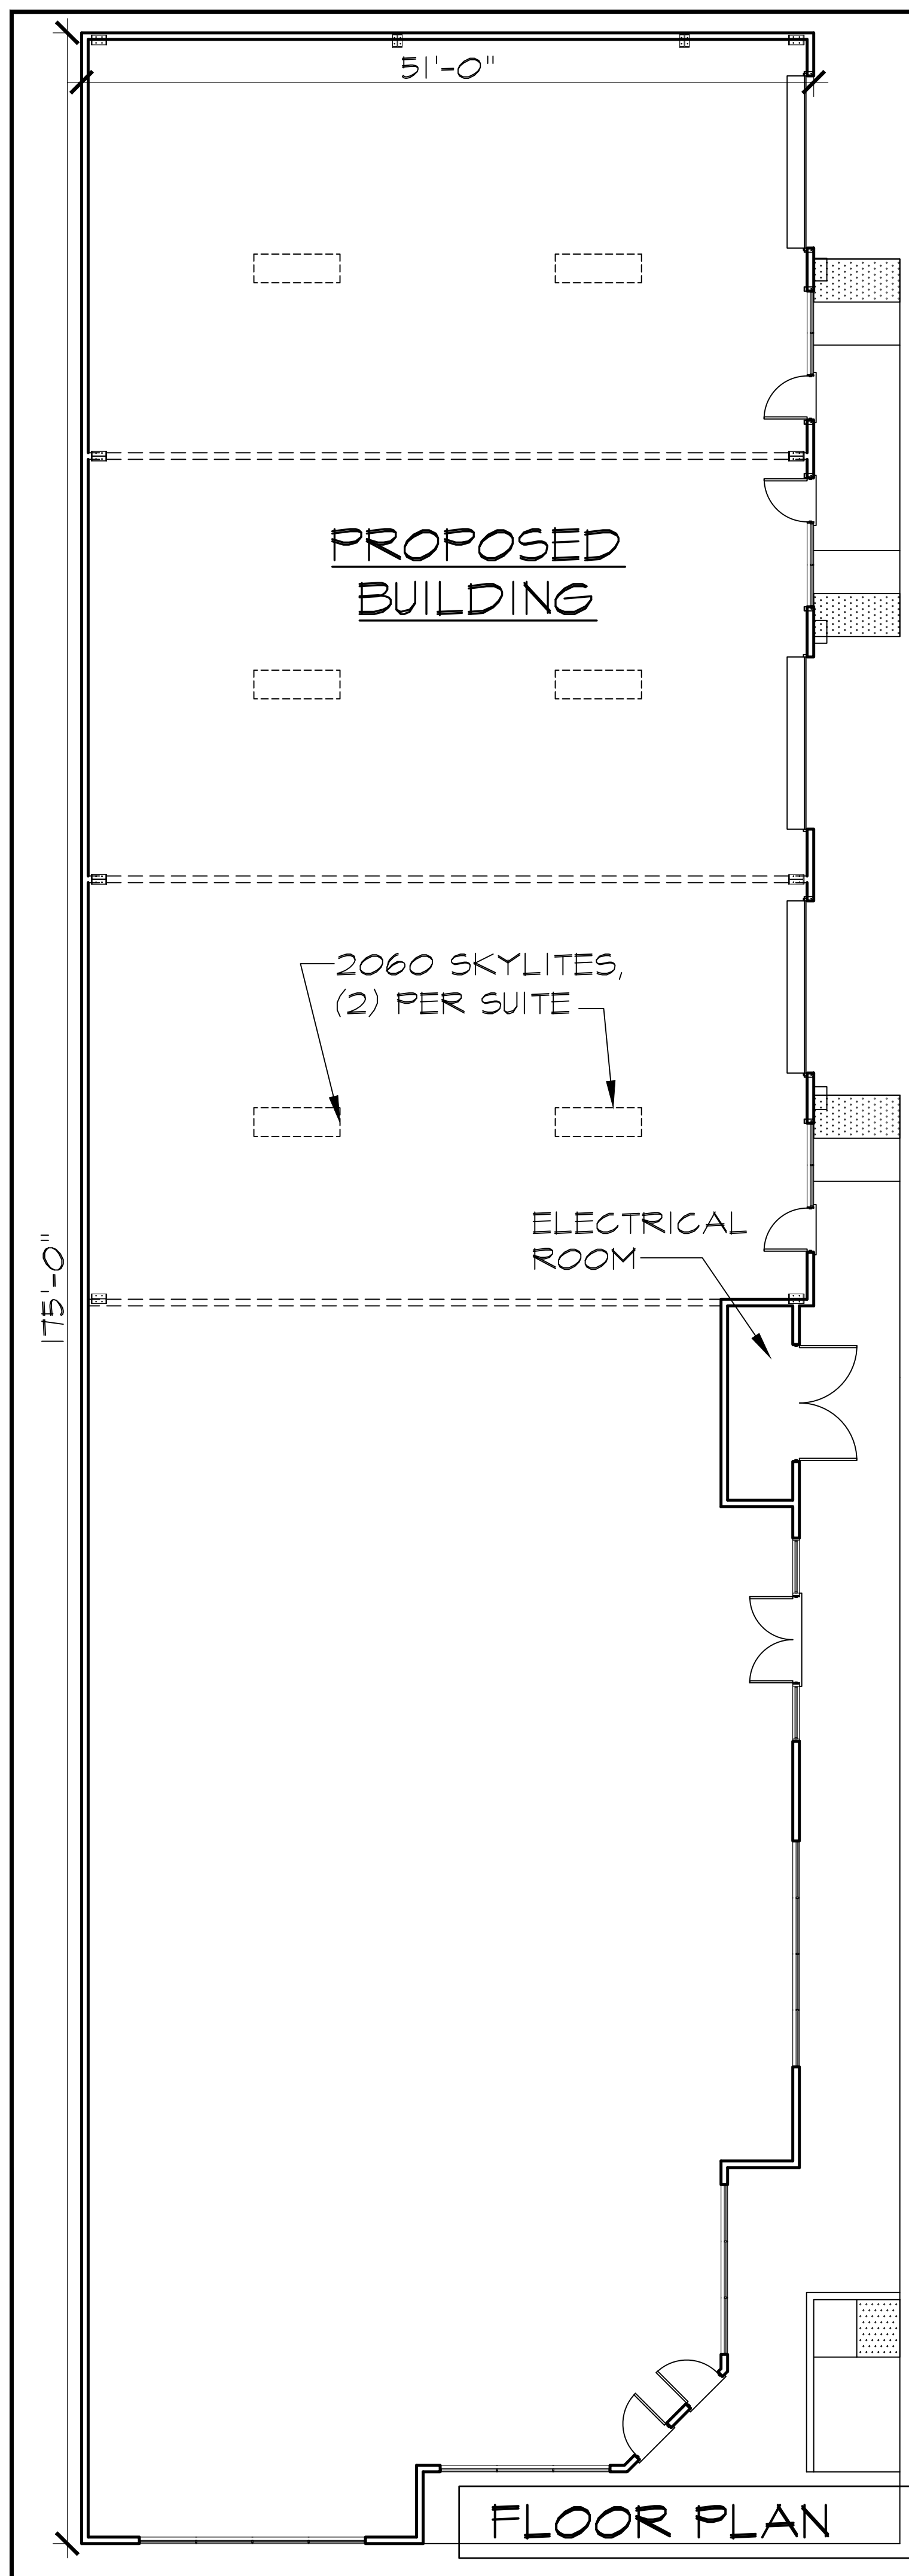 51'-0"
PROPOSED
BUILDING
2060 SKYLITES,
(2) PER SUITE
ELECTRICAL
ROOM
175'-0"
FLOOR PLAN